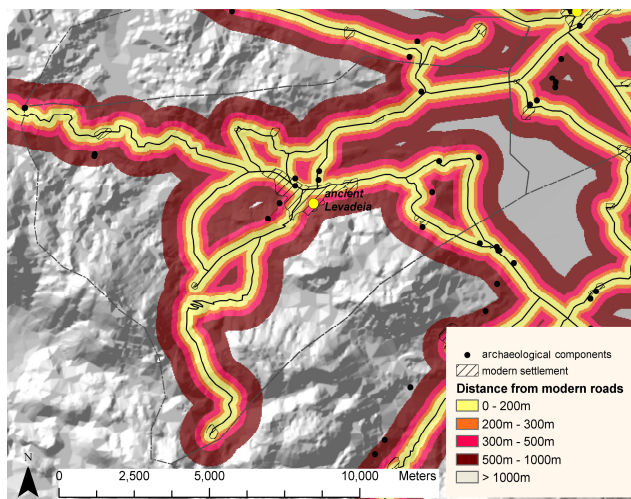 ancient
Levadeia
archaeological components
modern settlement
Distance from modern roads
0 - 200m
200m - 300m
300m - 500m
500m - 1000m
> 1000m
N
0 2,500 5,000 10,000 Meters